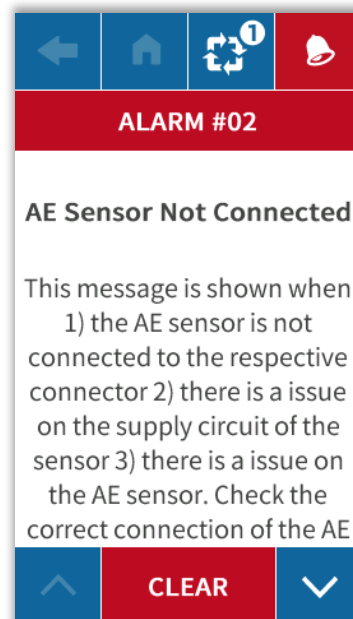 1
ALARM #02
AE Sensor Not Connected
This message is shown when
1) the AE sensor is not
connected to the respective
connector 2) there is a issue
on the supply circuit of the
sensor 3) there is a issue on
the AE sensor. Check the
correct connection of the AE
CLEAR